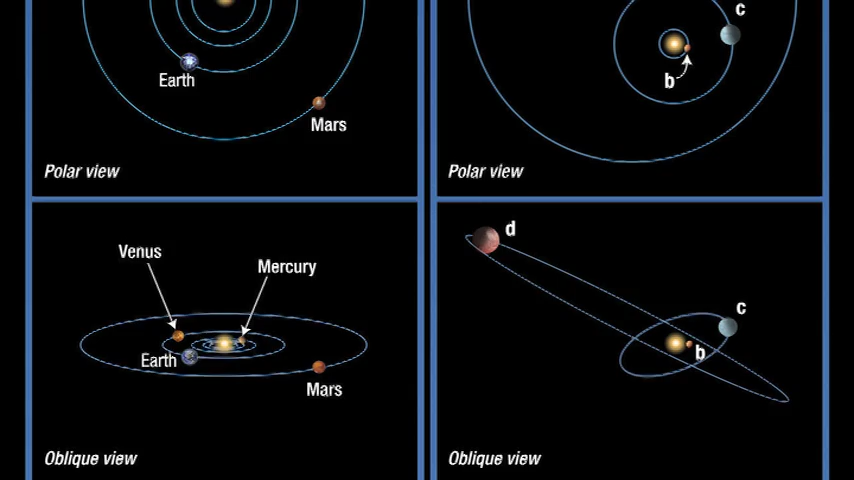 Earth
Mars
Polar view
c
b
Polar view
Venus
Mercury
Earth
Mars
Oblique view
d
c
b
Oblique view